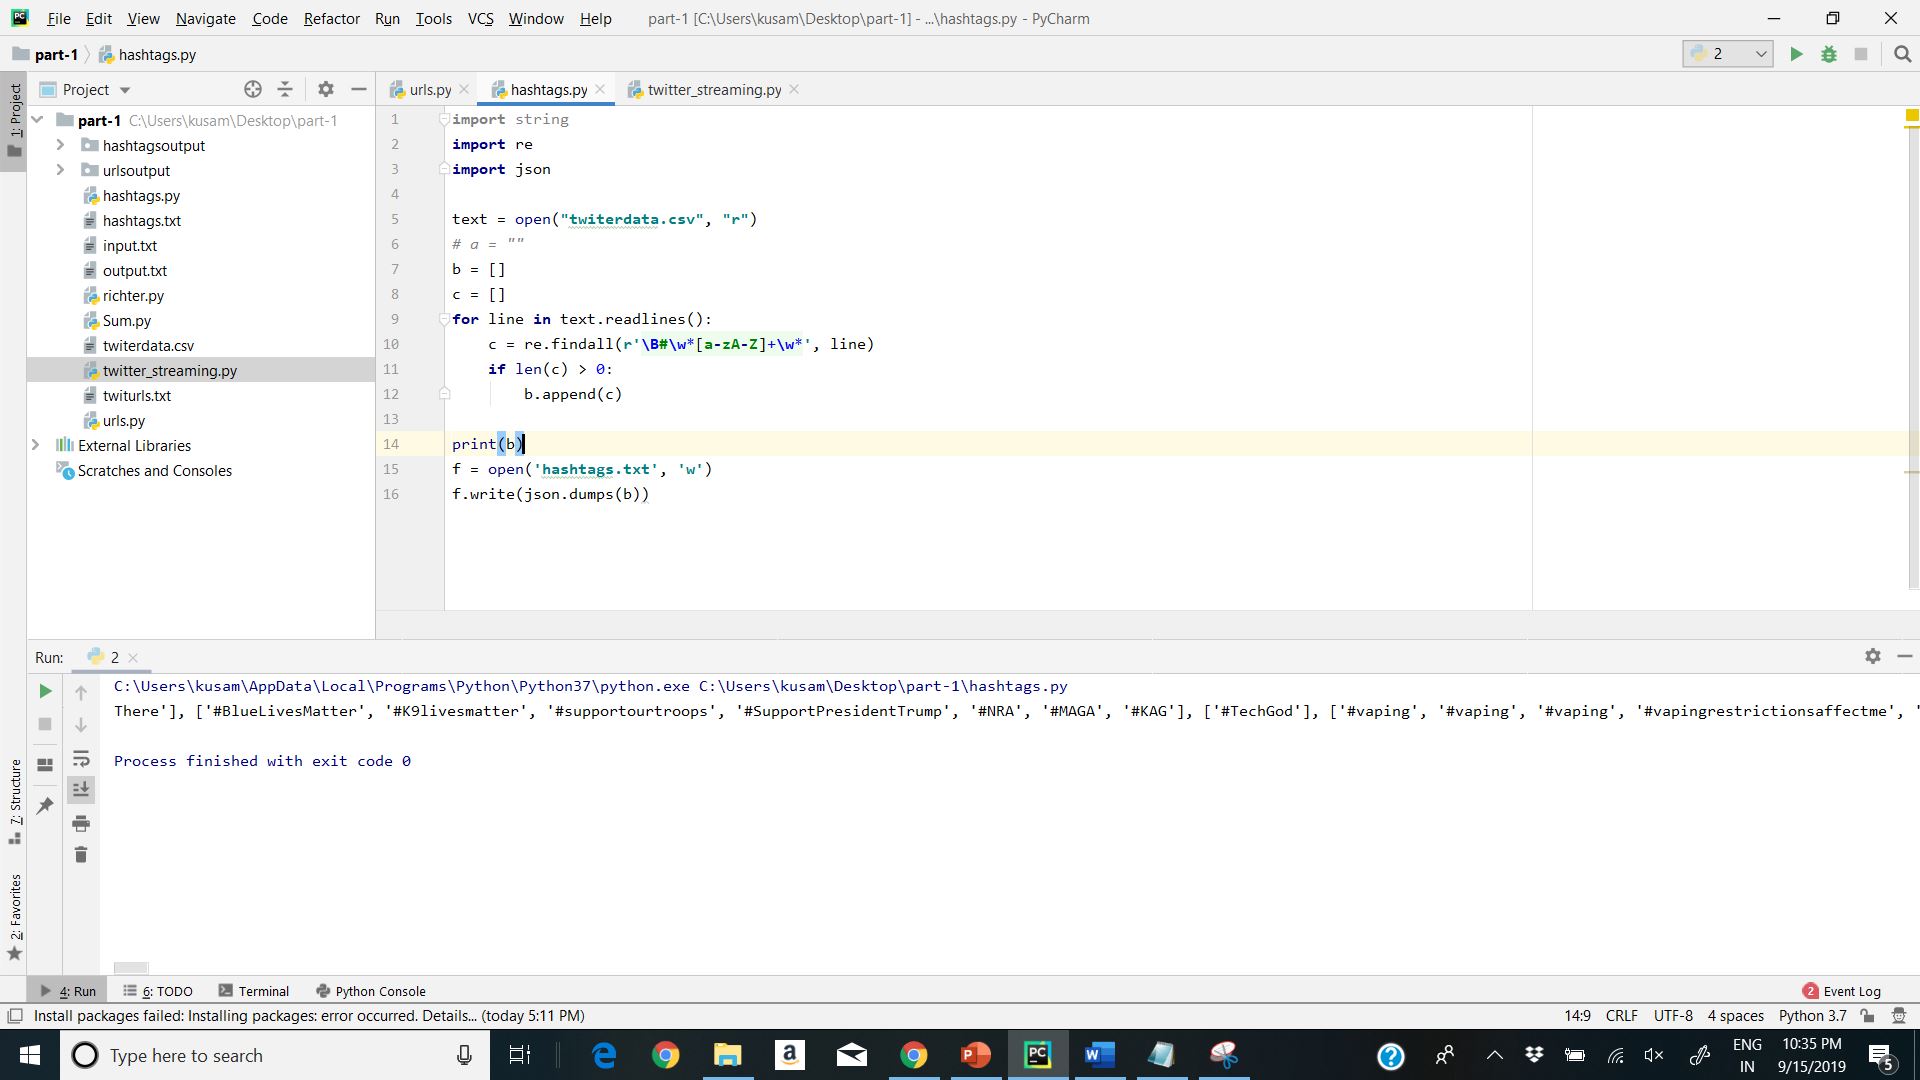 File Edit View Navigate Code Refactor Run Tools VCS Window Help part-1 [C:\Users\kusam\Desktop\part-1] - ...\hashtags.py - PyCharm
part-1 hashtags.py 2
1: Project
Project
urls.py hashtags.py twitter_streaming.py
part-1 C:\Users\kusam\Desktop\part-1
hashtagsoutput
urlsoutput
hashtags.py
hashtags.txt
input.txt
output.txt
richter.py
Sum.py
twiterdata.csv
twitter_streaming.py
twiturls.txt
urls.py
External Libraries
Scratches and Consoles
1 import string
2 import re
3 import json
4
5 text = open("twiterdata.csv", "r")
6 # a = ""
7 b = []
8 c = []
9 for line in text.readlines():
10 c = re.findall(r'\B#\w*[a-zA-Z]+\w*', line)
11 if len(c) > 0:
12 b.append(c)
13
14 print(b)
15 f = open('hashtags.txt', 'w')
16 f.write(json.dumps(b))
Run: 2
C:\Users\kusam\AppData\Local\Programs\Python\Python37\python.exe C:\Users\kusam\Desktop\part-1\hashtags.py
There'], ['#BlueLivesMatter', '#K9livesmatter', '#supportourtroops', '#SupportPresidentTrump', '#NRA', '#MAGA', '#KAG'], ['#TechGod'], ['#vaping', '#vaping', '#vaping', '#vapingrestrictionsaffectme', '
Process finished with exit code 0
7: Structure
2: Favorites
4: Run 6: TODO Terminal Python Console 2 Event Log
Install packages failed: Installing packages: error occurred. Details... (today 5:11 PM) 14:9 CRLF UTF-8 4 spaces Python 3.7
Type here to search
ENG
IN
10:35 PM
9/15/2019
5